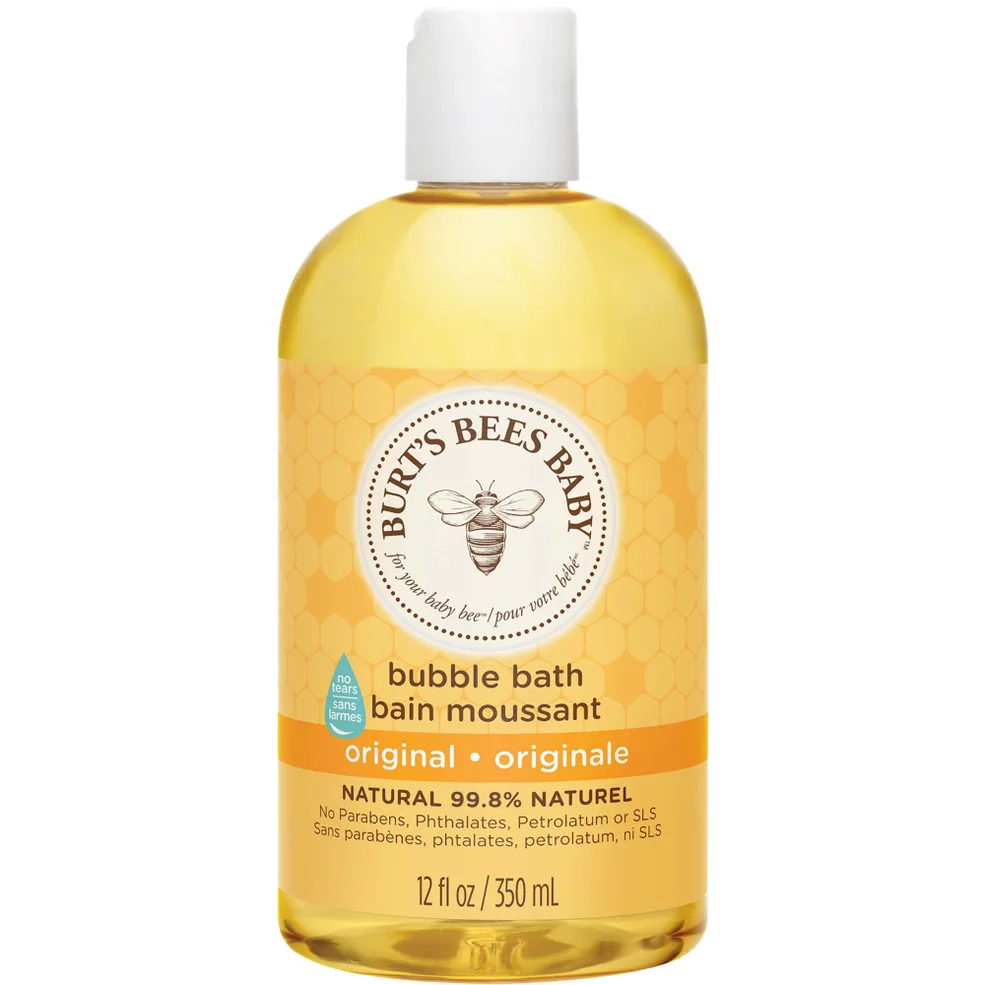 BURT'S BEES BABY™
for your baby bee™/pour votre bébé™
bubble bath
bain moussant
no
tears
sans
larmes
original • originale
NATURAL 99.8% NATUREL
No Parabens, Phthalates, Petrolatum or SLS
Sans parabènes, phtalates, petrolatum, ni SLS
12 fl oz / 350 mL